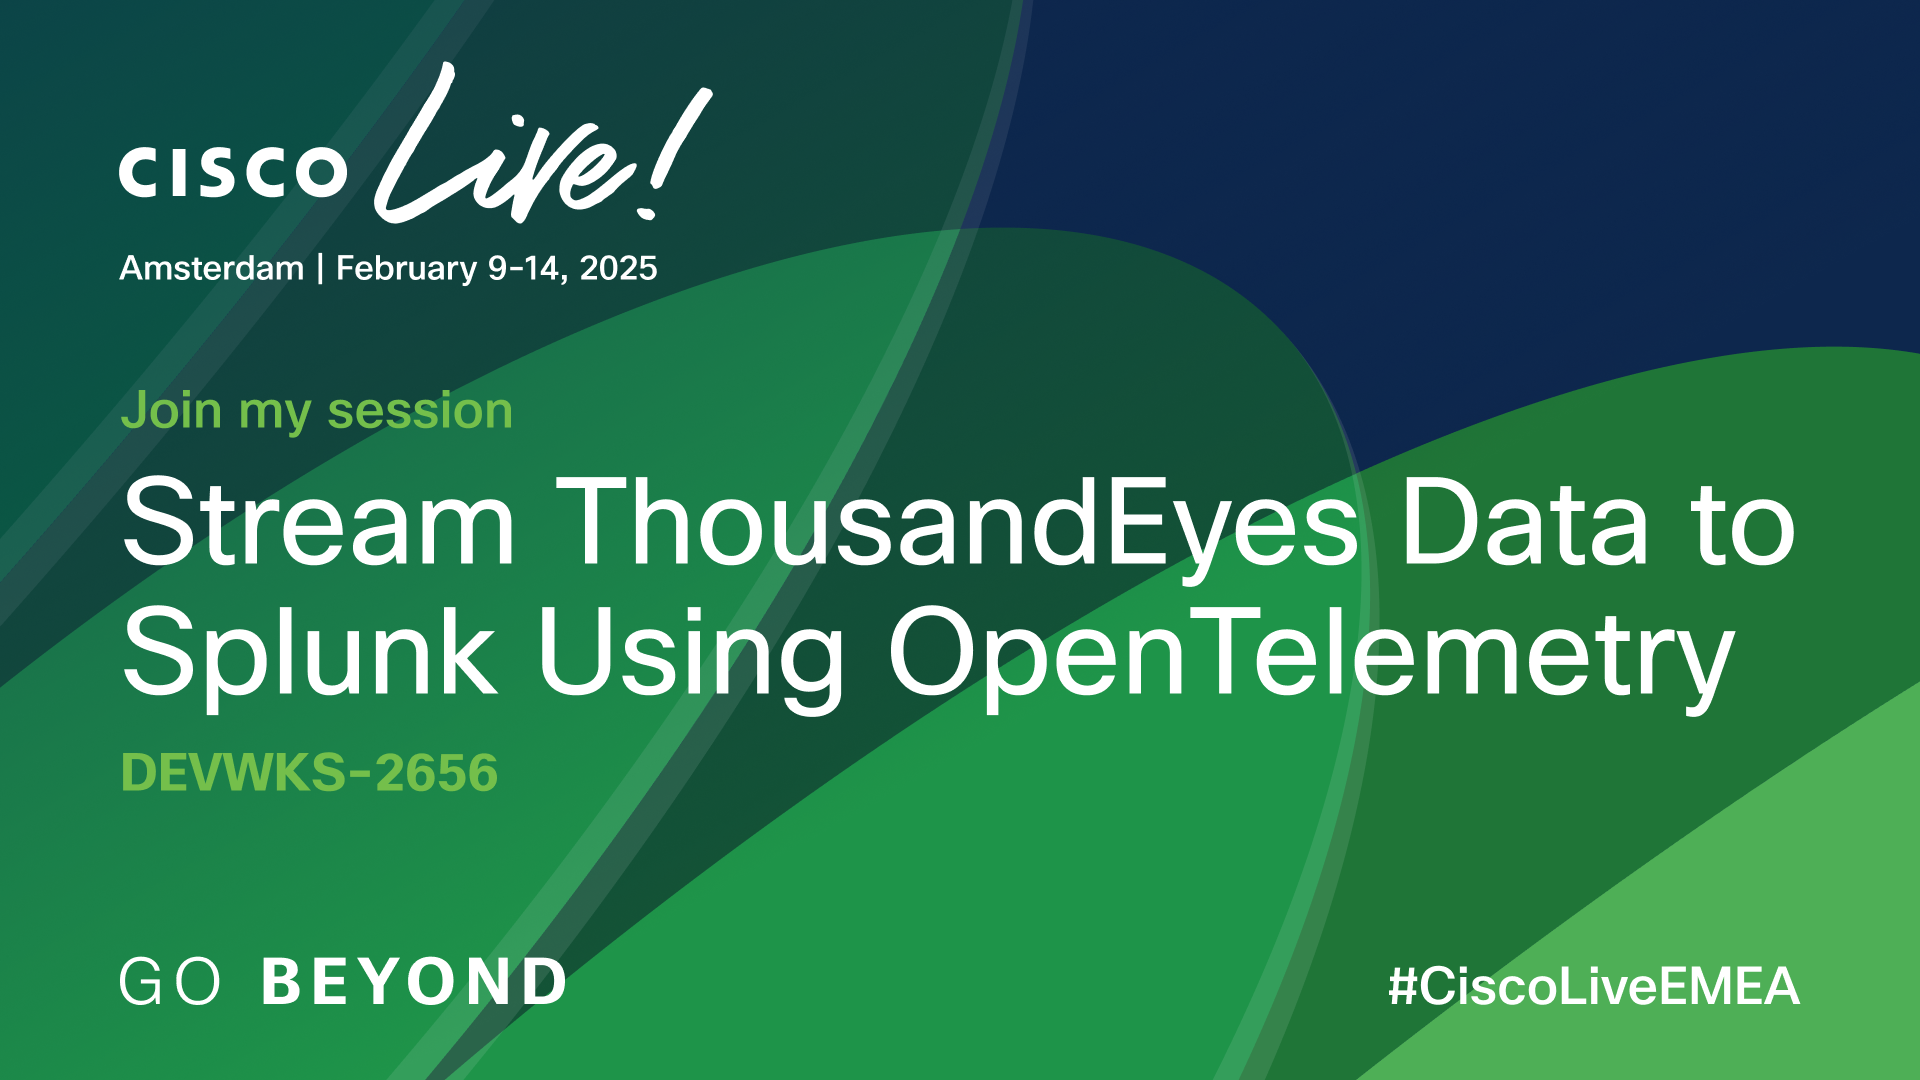 CISCO Live!
Amsterdam | February 9-14, 2025
Join my session
Stream ThousandEyes Data to
Splunk Using OpenTelemetry
DEVWKS-2656
GO BEYOND
#CiscoLiveEMEA